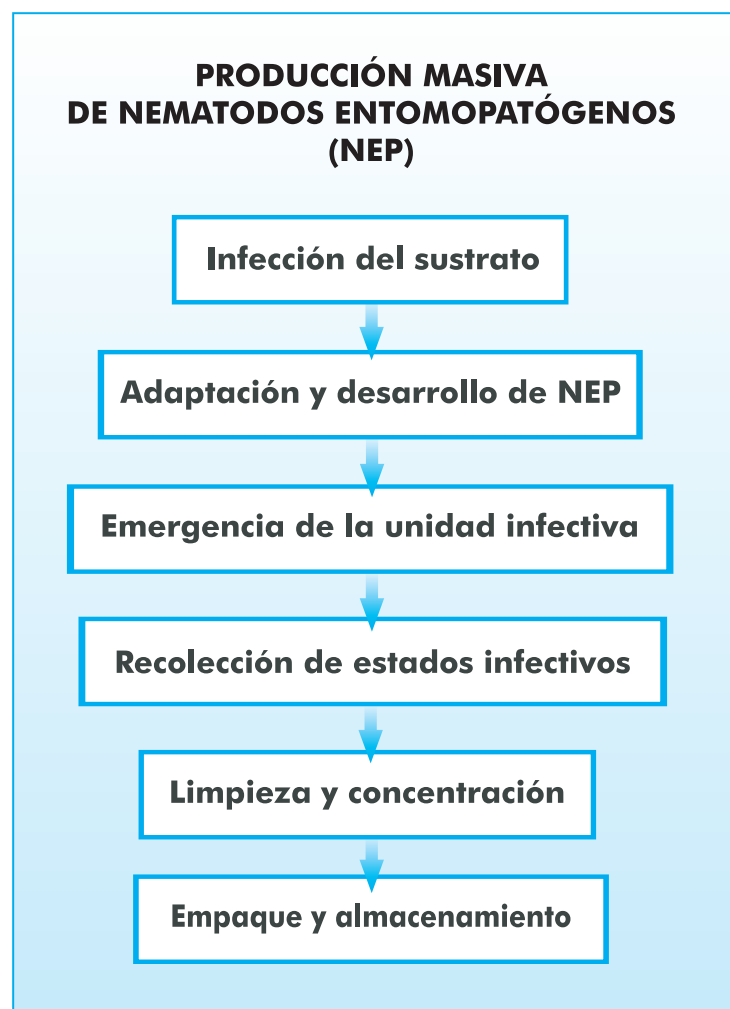 PRODUCCIÓN MASIVA
DE NEMATODOS ENTOMOPATÓGENOS
(NEP)
Infección del sustrato
Adaptación y desarrollo de NEP
Emergencia de la unidad infectiva
Recolección de estados infectivos
Limpieza y concentración
Empaque y almacenamiento